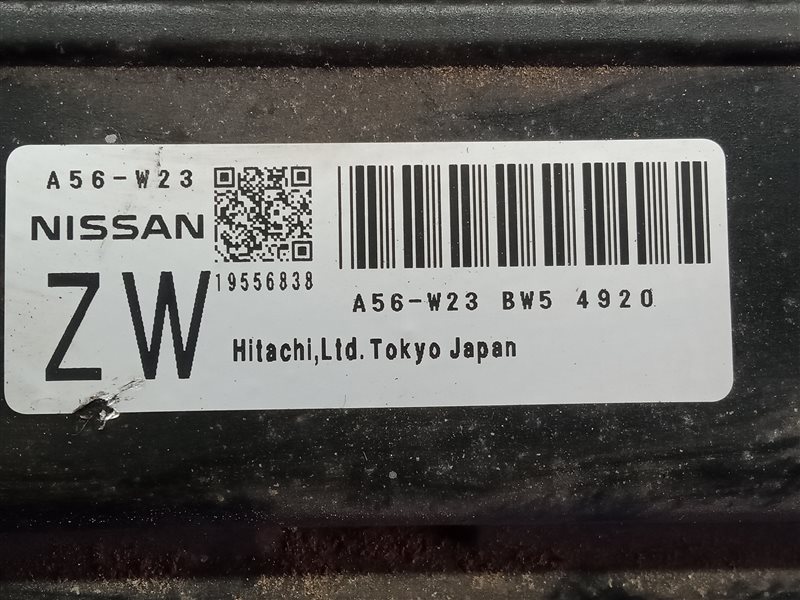 A56-W23
NISSAN
ZW
19556838
A56-W23 BW5 4920
Hitachi,Ltd. Tokyo Japan